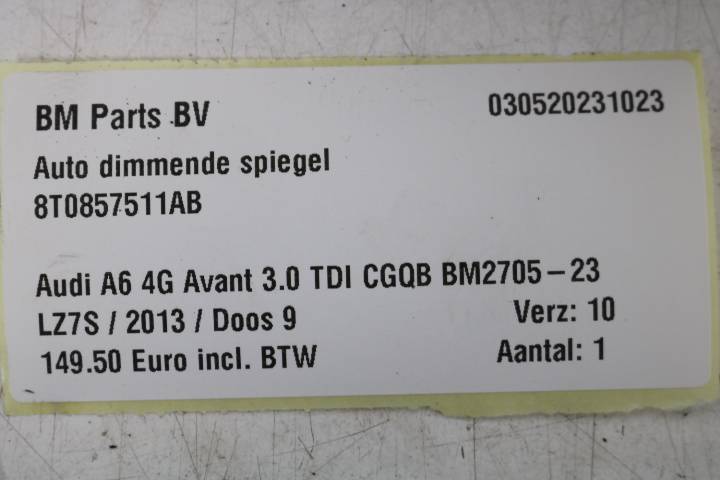 BM Parts BV 030520231023
Auto dimmende spiegel
8T0857511AB
Audi A6 4G Avant 3.0 TDI CGQB BM2705-23
LZ7S / 2013 / Doos 9 Verz: 10
149.50 Euro incl. BTW Aantal: 1